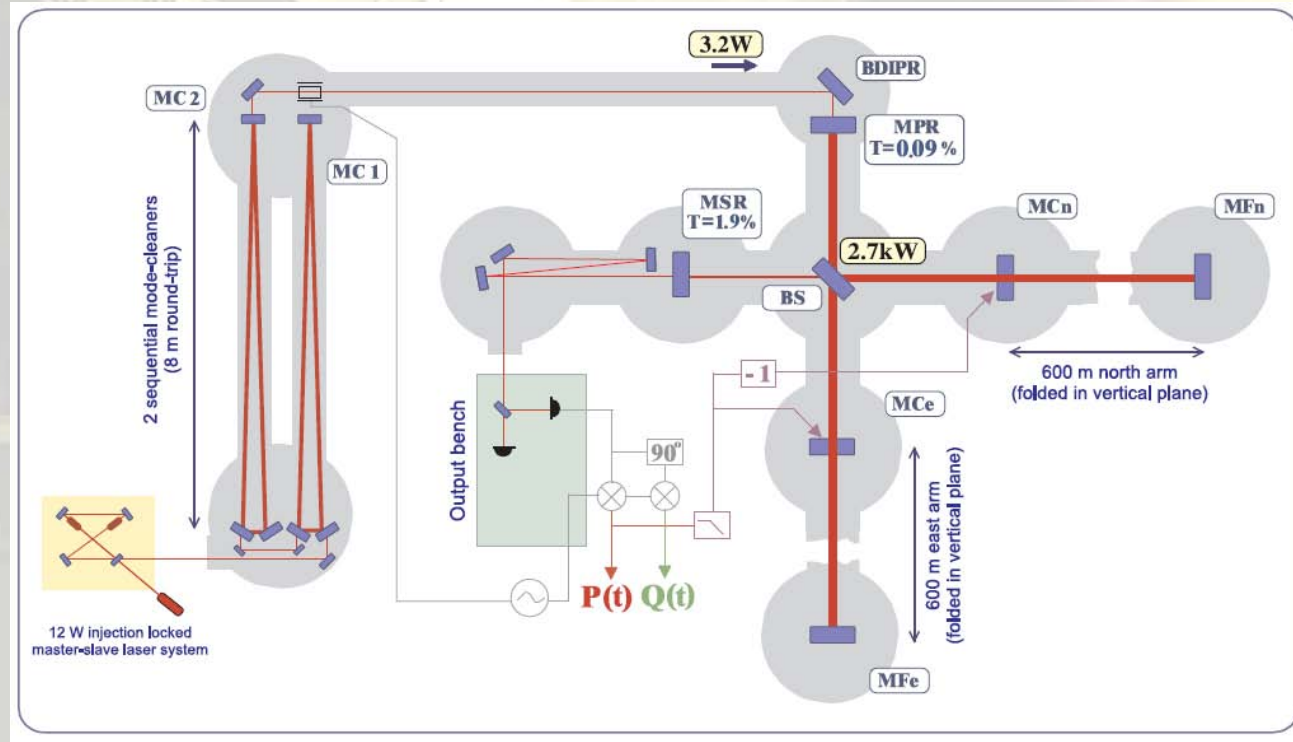 3.2W
BDIPR
MC 2
MPR
T=0.09 %
MC 1
MSR
T=1.9%
MCn
MFn
2.7kW
BS
2 sequential mode-cleaners
(8 m round-trip)
600 m north arm
(folded in vertical plane)
- 1
MCe
Output bench
90°
600 m east arm
(folded in vertical plane)
P(t) Q(t)
12 W injection locked
master-slave laser system
MFe